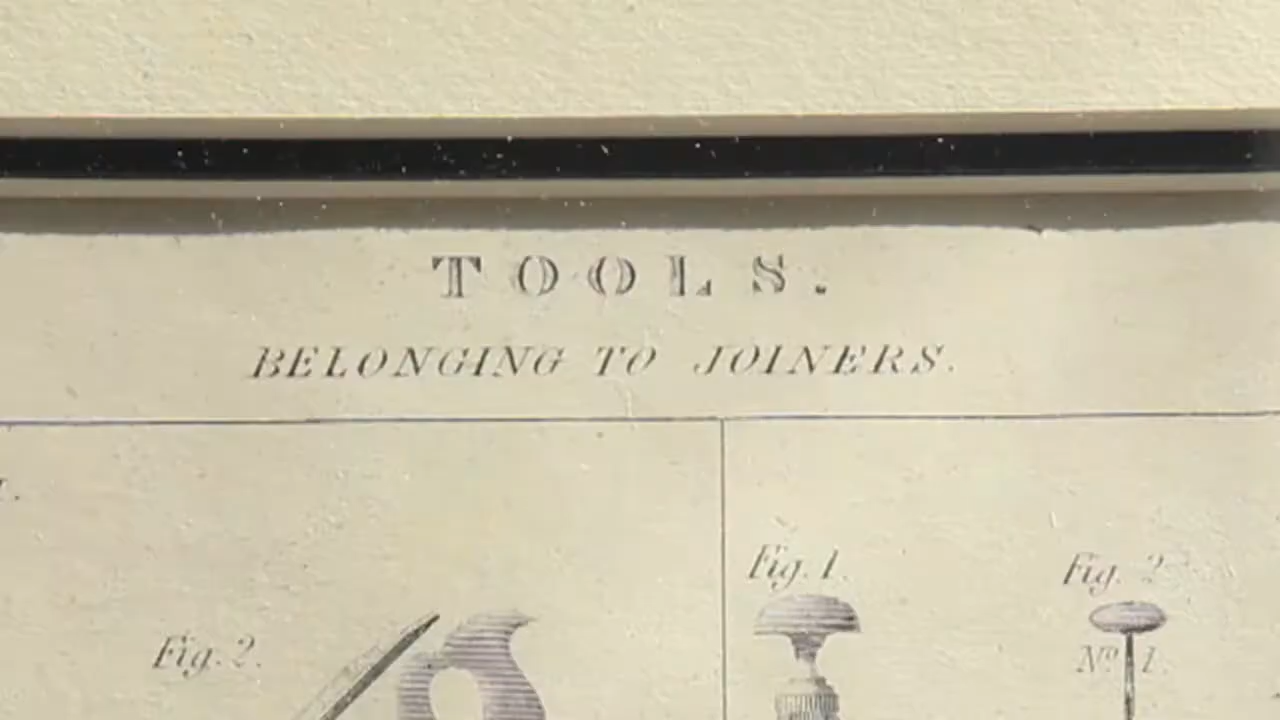 TOOLS.
BELONGING TO JOINERS.
Fig. 1.
Fig. 2
Fig. 2.
Nº 1.